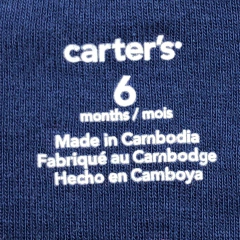 carter's
6
months / mois
Made in Cambodia
Fabriqué au Cambodge
Hecho en Camboya